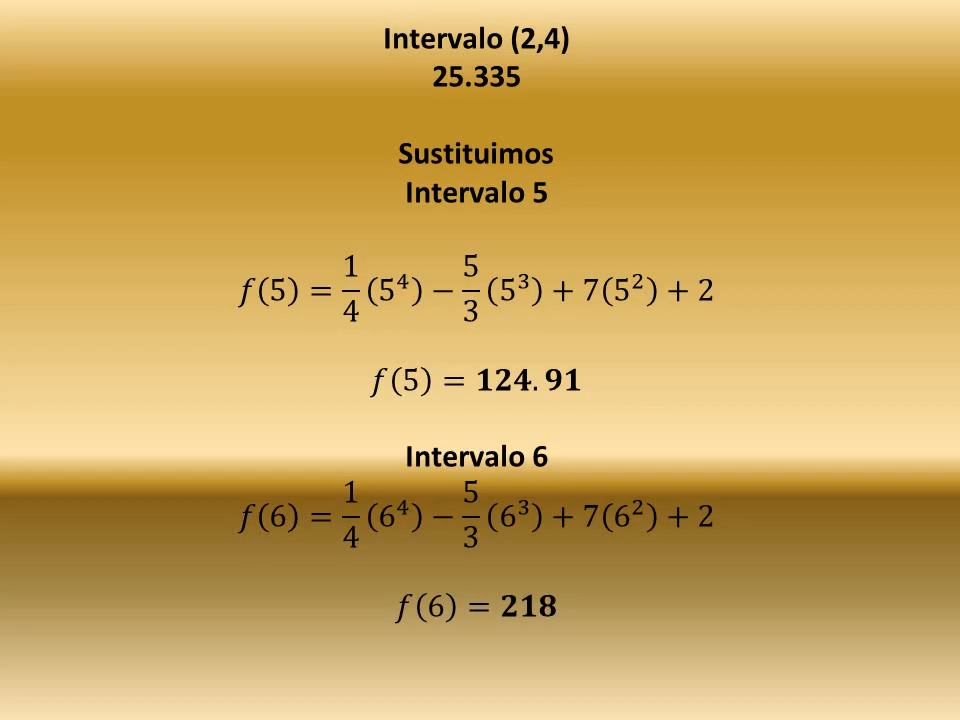 Intervalo (2,4)
25.335
Sustituimos
Intervalo 5
f(5) = 1/4 (5⁴) − 5/3 (5³) + 7(5²) + 2
f(5) = 124.91
Intervalo 6
f(6) = 1/4 (6⁴) − 5/3 (6³) + 7(6²) + 2
f(6) = 218